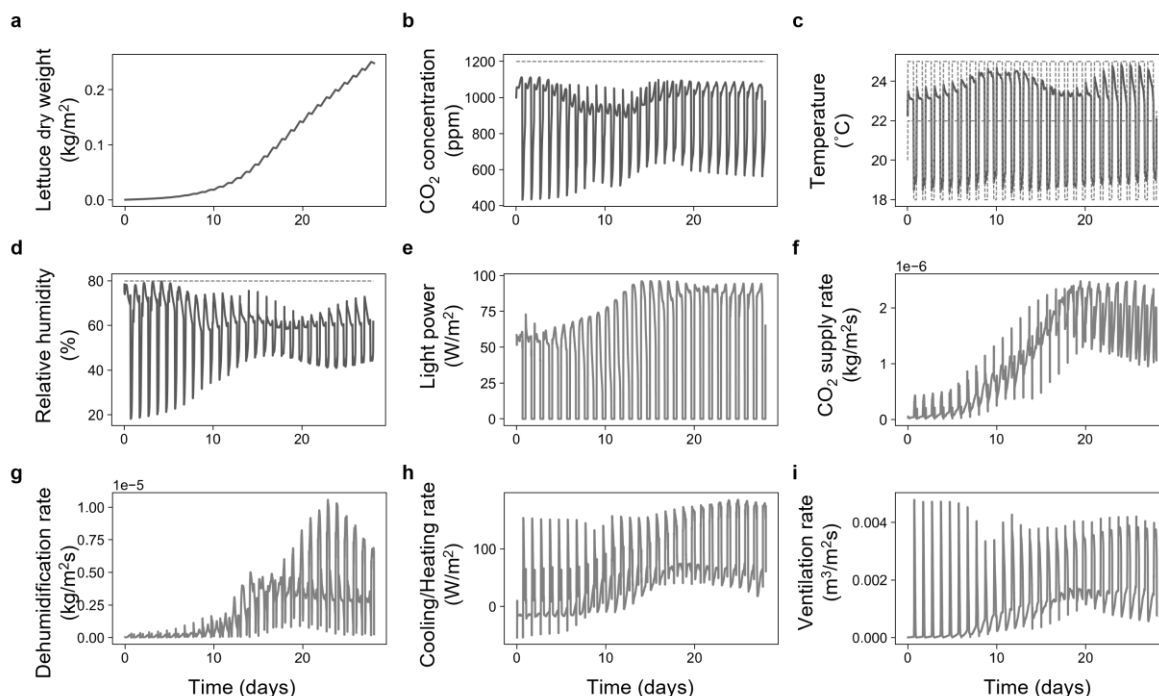 a
Lettuce dry weight
(kg/m²)
0.2
0.1
0.0
0
10
20
b
CO₂ concentration
(ppm)
1200
1000
800
600
400
0
10
20
c
Temperature
(˚C)
24
22
20
18
0
10
20
d
Relative humidity
(%)
80
60
40
20
0
10
20
e
Light power
(W/m²)
100
75
50
25
0
0
10
20
f
1e−6
CO₂ supply rate
(kg/m²s)
2
1
0
0
10
20
g
1e−5
Dehumidification rate
(kg/m²s)
1.00
0.75
0.50
0.25
0.00
0
10
20
Time (days)
h
Cooling/Heating rate
(W/m²)
100
0
0
10
20
Time (days)
i
Ventilation rate
(m³/m²s)
0.004
0.002
0.000
0
10
20
Time (days)